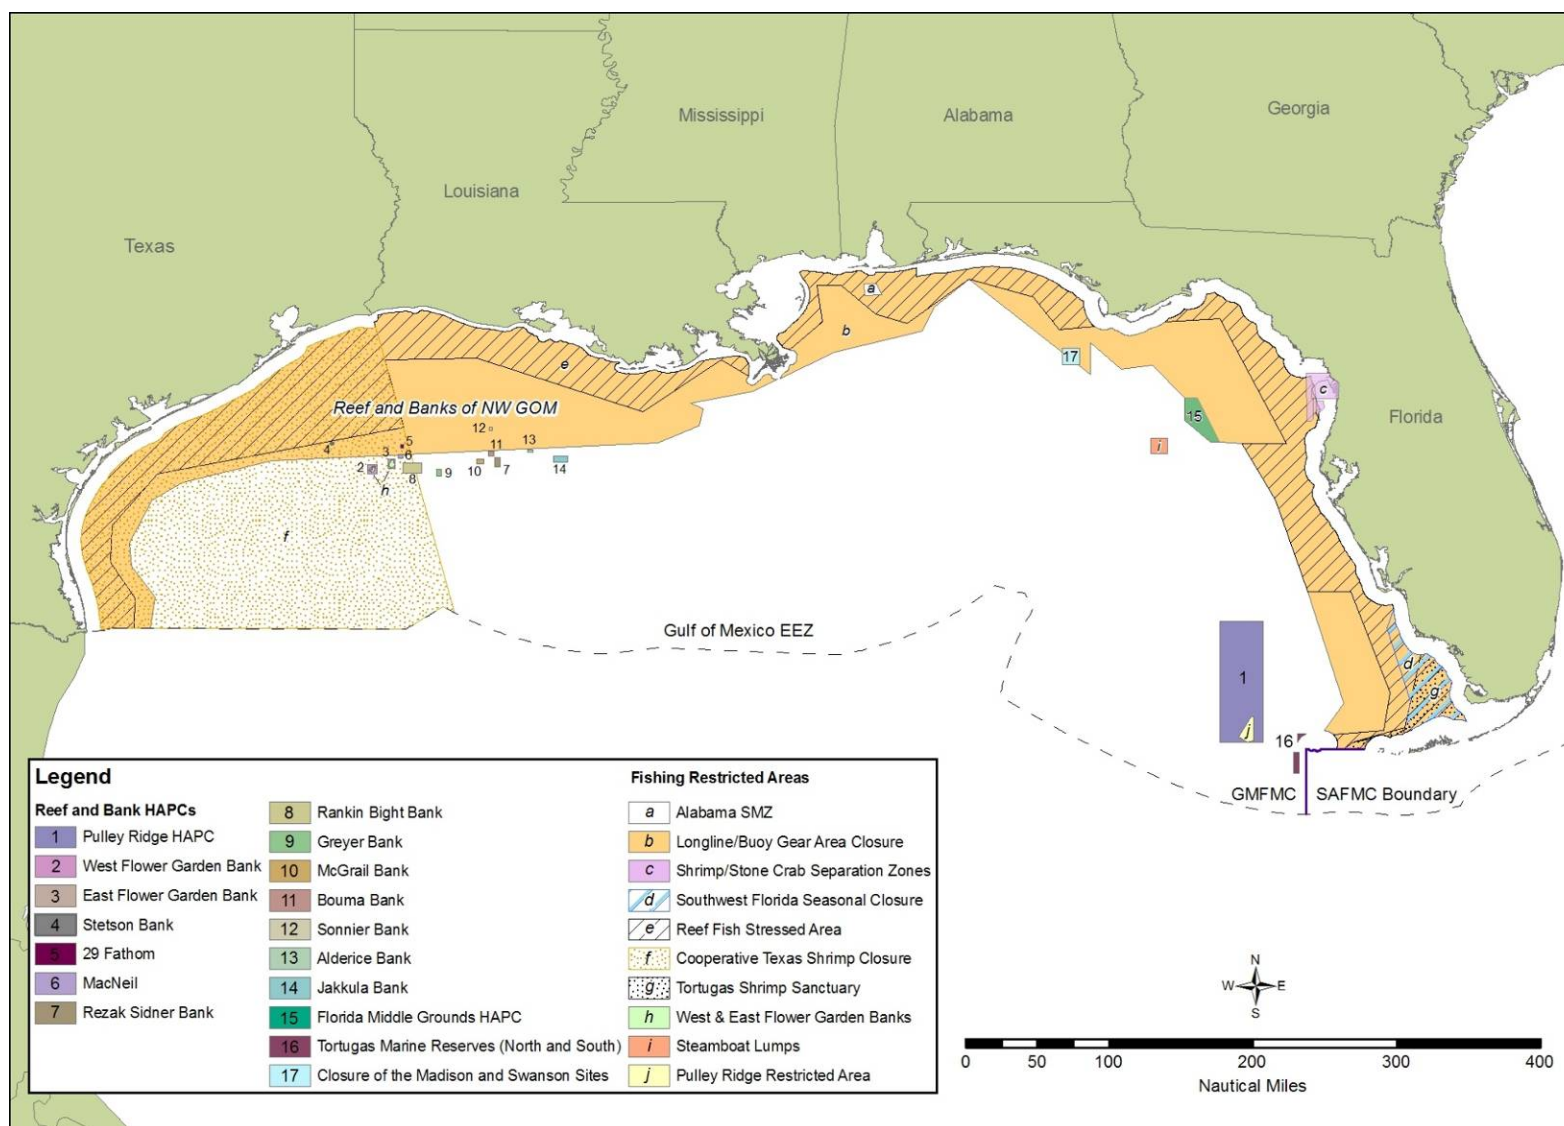 Georgia
Mississippi
Alabama
Louisiana
Texas
a
b
17
e
c
Reef and Banks of NW GOM
15
Florida
12
5
13
4
3
6
11
i
2
g
10
7
14
8
9
h
f
Gulf of Mexico EEZ
d
1
g
j
16
GMFMC
SAFMC Boundary
Legend
Reef and Bank HAPCs
1 Pulley Ridge HAPC
2 West Flower Garden Bank
3 East Flower Garden Bank
4 Stetson Bank
5 29 Fathom
6 MacNeil
7 Rezak Sidner Bank
8 Rankin Bight Bank
9 Greyer Bank
10 McGrail Bank
11 Bouma Bank
12 Sonnier Bank
13 Alderice Bank
14 Jakkula Bank
15 Florida Middle Grounds HAPC
16 Tortugas Marine Reserves (North and South)
17 Closure of the Madison and Swanson Sites
Fishing Restricted Areas
a Alabama SMZ
b Longline/Buoy Gear Area Closure
c Shrimp/Stone Crab Separation Zones
d Southwest Florida Seasonal Closure
e Reef Fish Stressed Area
f Cooperative Texas Shrimp Closure
g Tortugas Shrimp Sanctuary
h West & East Flower Garden Banks
i Steamboat Lumps
j Pulley Ridge Restricted Area
N
W E
S
0 50 100 200 300 400
Nautical Miles